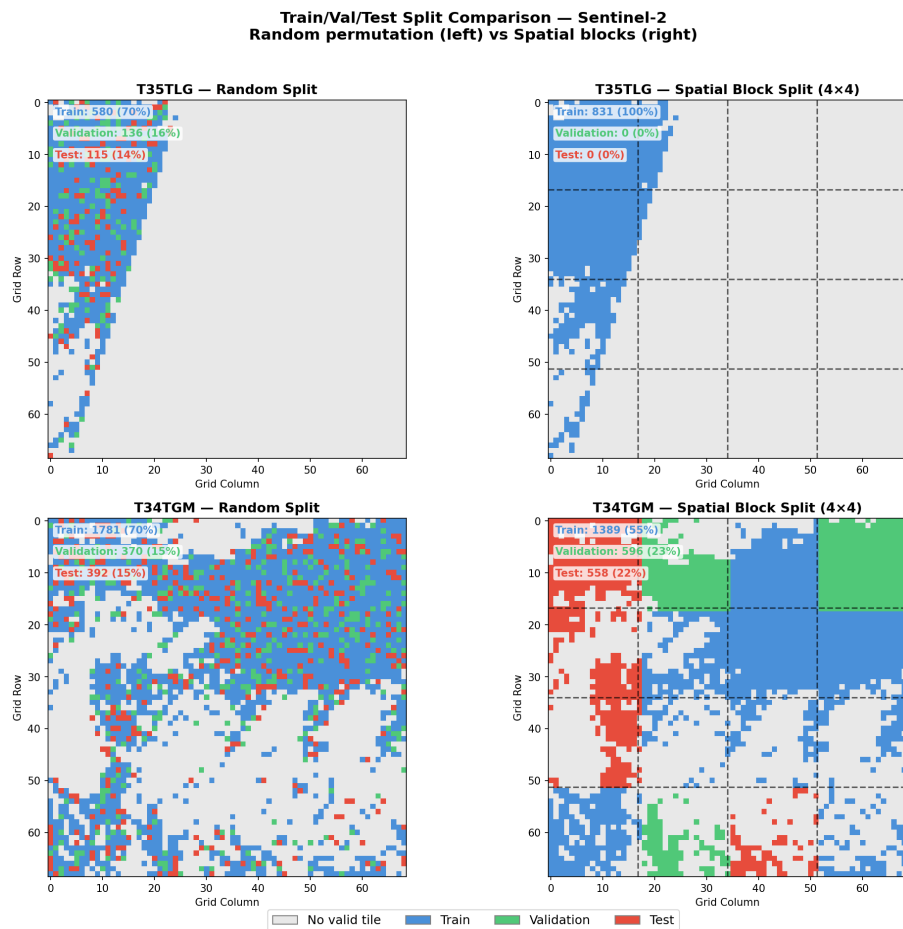 Train/Val/Test Split Comparison — Sentinel-2
Random permutation (left) vs Spatial blocks (right)
T35TLG — Random Split
Train: 580 (70%)
Validation: 136 (16%)
Test: 115 (14%)
0
10
20
30
40
50
60
Grid Row
0 10 20 30 40 50 60
Grid Column
T35TLG — Spatial Block Split (4×4)
Train: 831 (100%)
Validation: 0 (0%)
Test: 0 (0%)
0
10
20
30
40
50
60
Grid Row
0 10 20 30 40 50 60
Grid Column
T34TGM — Random Split
Train: 1781 (70%)
Validation: 370 (15%)
Test: 392 (15%)
0
10
20
30
40
50
60
Grid Row
0 10 20 30 40 50 60
Grid Column
T34TGM — Spatial Block Split (4×4)
Train: 1389 (55%)
Validation: 596 (23%)
Test: 558 (22%)
0
10
20
30
40
50
60
Grid Row
0 10 20 30 40 50 60
Grid Column
No valid tile Train Validation Test